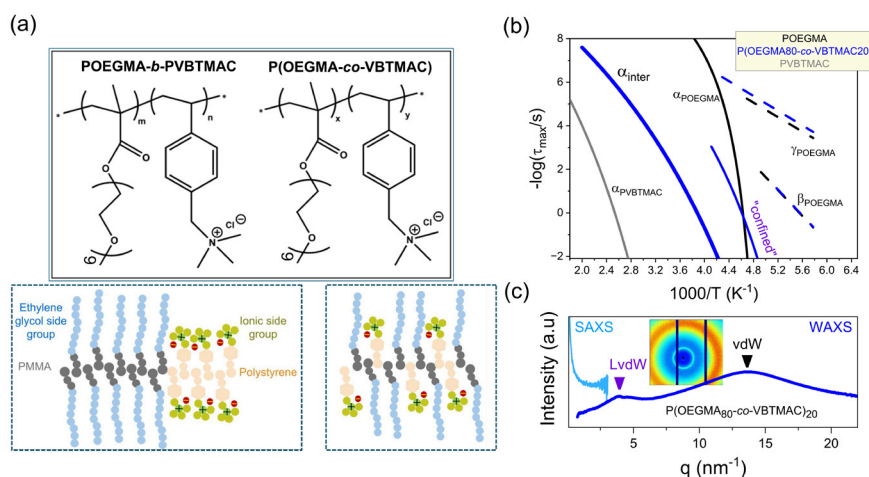 (a)
POEGMA-b-PVBTMAC
P(OEGMA-co-VBTMAC)
*
m
n
*
O
O
O
6
N
+
Cl
-
*
x
y
*
O
O
O
6
N
+
Cl
-
Ethylene
glycol side
group
PMMA
Ionic side
group
Polystyrene
(b)
POEGMA
P(OEGMA80-co-VBTMAC20
PVBTMAC
-log(τmax/s)
8
6
4
2
0
-2
αinter
αPOEGMA
γPOEGMA
βPOEGMA
αPVBTMAC
"confined"
2.0 2.4 2.8 3.2 3.6 4.0 4.4 4.8 5.2 5.6 6.0 6.4
1000/T (K-1)
(c)
Intensity (a.u)
SAXS
WAXS
LvdW
vdW
P(OEGMA80-co-VBTMAC)20
0 5 10 15 20
q (nm-1)